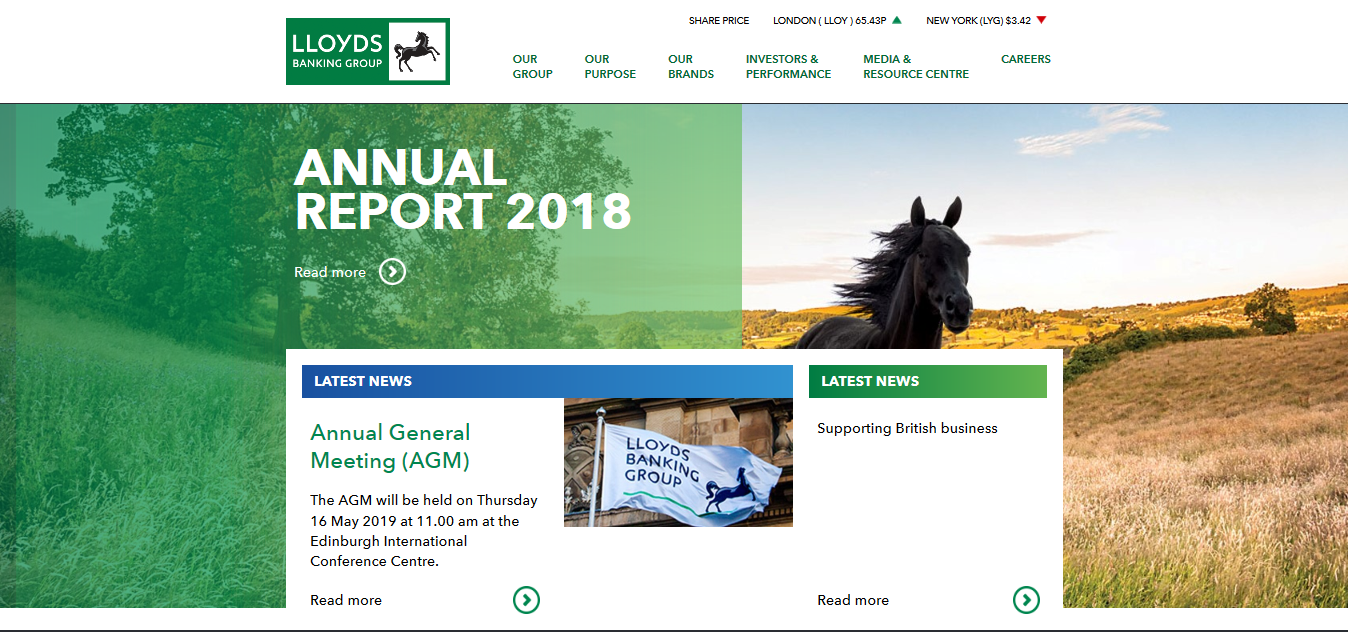 SHARE PRICE LONDON ( LLOY ) 65.43P NEW YORK (LYG) $3.42
LLOYDS
BANKING GROUP
OUR GROUP
OUR PURPOSE
OUR BRANDS
INVESTORS & PERFORMANCE
MEDIA & RESOURCE CENTRE
CAREERS
ANNUAL
REPORT 2018
Read more
LATEST NEWS
Annual General
Meeting (AGM)
The AGM will be held on Thursday
16 May 2019 at 11.00 am at the
Edinburgh International
Conference Centre.
Read more
LLOYDS
BANKING
GROUP
LATEST NEWS
Supporting British business
Read more